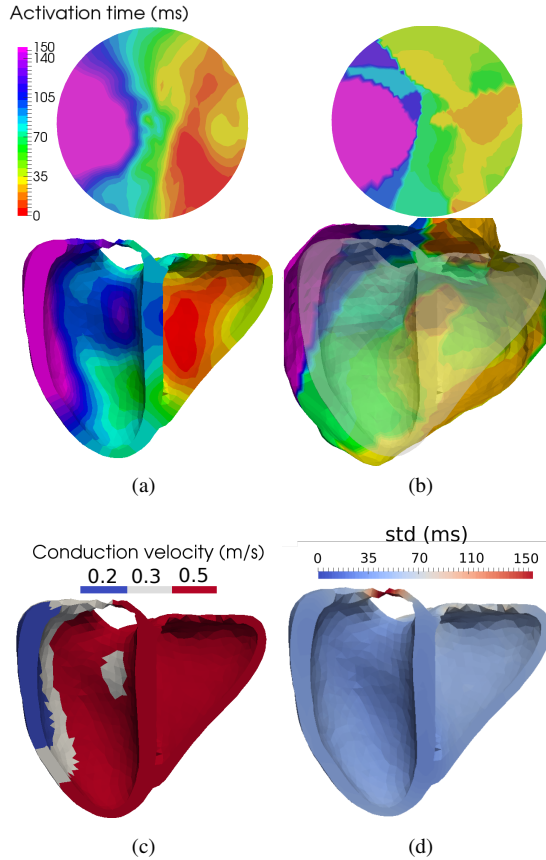 Activation time (ms)
150
140
105
70
35
0
(a)
(b)
Conduction velocity (m/s)
0.2 0.3 0.5
(c)
std (ms)
0 35 70 110 150
(d)